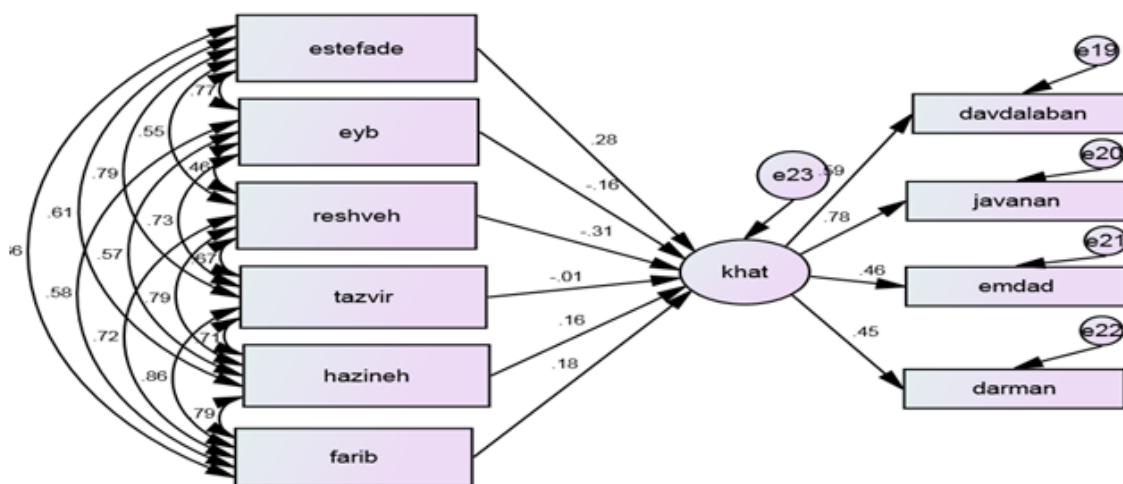 estefade
eyb
reshveh
tazvir
hazineh
farib
.77
.55
.46
.79
.73
.61
.67
.57
.79
.58
.71
.72
.86
.79
.28
-.16
-.31
-.01
.16
.18
e23
khat
.59
.78
.46
.45
e19
davdalaban
e20
javanan
e21
emdad
e22
darman